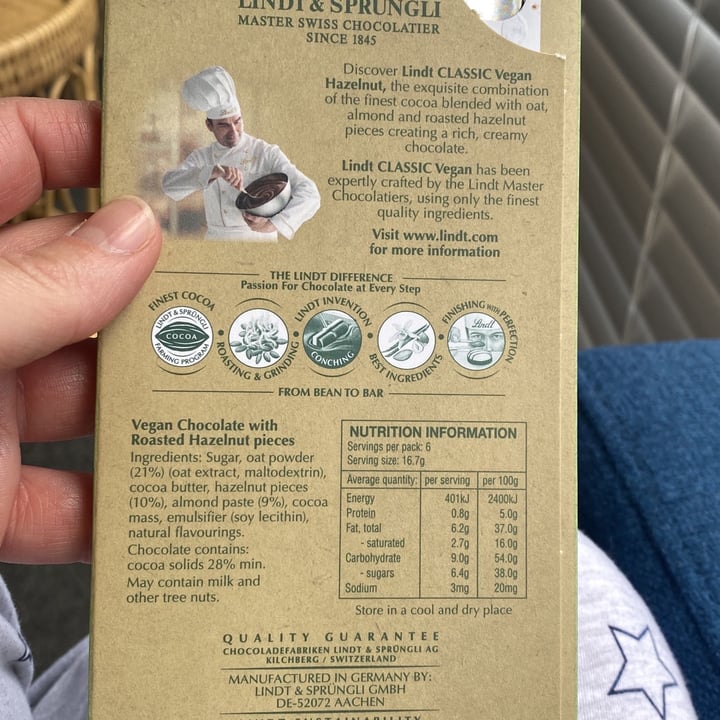 LINDT & SPRÜNGLI
MASTER SWISS CHOCOLATIER
SINCE 1845
Discover Lindt CLASSIC Vegan
Hazelnut, the exquisite combination
of the finest cocoa blended with oat,
almond and roasted hazelnut
pieces creating a rich, creamy
chocolate.
Lindt CLASSIC Vegan has been
expertly crafted by the Lindt Master
Chocolatiers, using only the finest
quality ingredients.
Visit www.lindt.com
for more information
THE LINDT DIFFERENCE
Passion For Chocolate at Every Step
FINEST COCOA
LINDT & SPRÜNGLI
COCOA
FARMING PROGRAM
ROASTING & GRINDING
LINDT INVENTION
CONCHING
BEST INGREDIENTS
FINISHING WITH PERFECTION
Lindt
FROM BEAN TO BAR
Vegan Chocolate with
Roasted Hazelnut pieces
Ingredients: Sugar, oat powder
(21%) (oat extract, maltodextrin),
cocoa butter, hazelnut pieces
(10%), almond paste (9%), cocoa
mass, emulsifier (soy lecithin),
natural flavourings.
Chocolate contains:
cocoa solids 28% min.
May contain milk and
other tree nuts.
NUTRITION INFORMATION
Servings per pack: 6
Serving size: 16.7g
Average quantity: per serving per 100g
Energy 401kJ 2400kJ
Protein 0.8g 5.0g
Fat, total 6.2g 37.0g
- saturated 2.7g 16.0g
Carbohydrate 9.0g 54.0g
- sugars 6.4g 38.0g
Sodium 3mg 20mg
Store in a cool and dry place
QUALITY GUARANTEE
CHOCOLADEFABRIKEN LINDT & SPRÜNGLI AG
KILCHBERG / SWITZERLAND
MANUFACTURED IN GERMANY BY:
LINDT & SPRÜNGLI GMBH
DE-52072 AACHEN